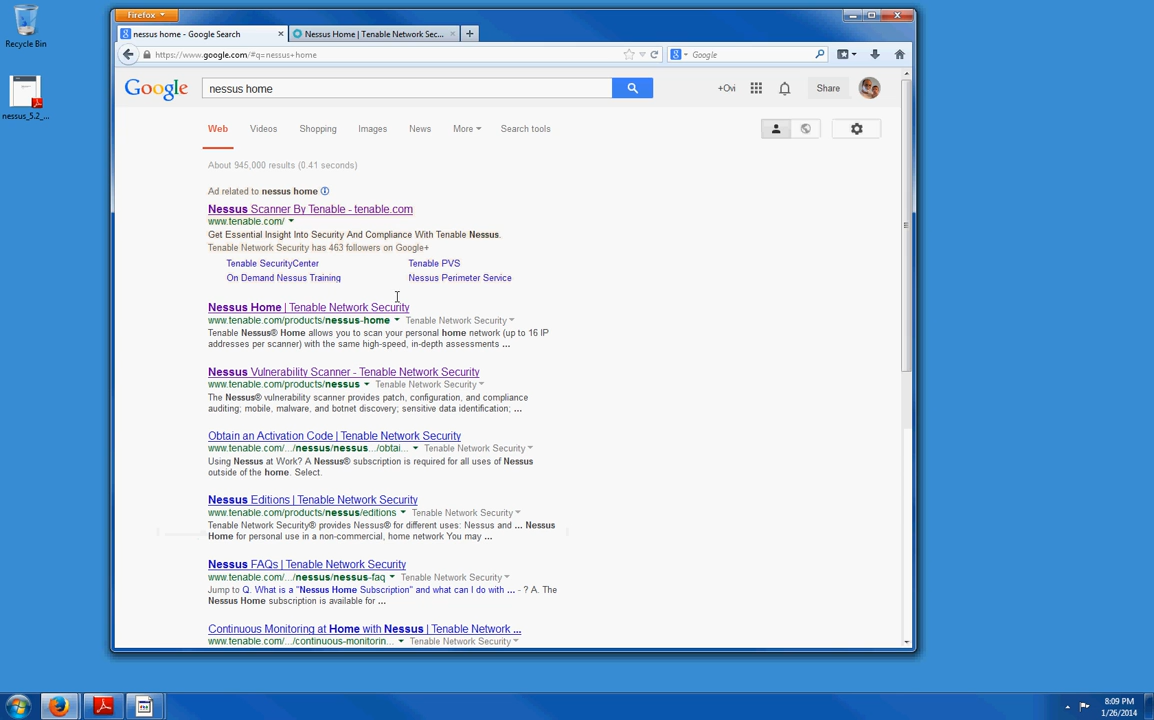 Firefox
Recycle Bin
nessus_5.2_...
nessus home - Google Search
Nessus Home | Tenable Network Sec...
https://www.google.com/#q=nessus+home
Google
Google
nessus home
+Ovi
Share
Web
Videos
Shopping
Images
News
More
Search tools
About 945,000 results (0.41 seconds)
Ad related to nessus home
Nessus Scanner By Tenable - tenable.com
www.tenable.com/
Get Essential Insight Into Security And Compliance With Tenable Nessus.
Tenable Network Security has 463 followers on Google+
Tenable SecurityCenter
Tenable PVS
On Demand Nessus Training
Nessus Perimeter Service
Nessus Home | Tenable Network Security
www.tenable.com/products/nessus-home Tenable Network Security
Tenable Nessus® Home allows you to scan your personal home network (up to 16 IP
addresses per scanner) with the same high-speed, in-depth assessments ...
Nessus Vulnerability Scanner - Tenable Network Security
www.tenable.com/products/nessus Tenable Network Security
The Nessus® vulnerability scanner provides patch, configuration, and compliance
auditing; mobile, malware, and botnet discovery; sensitive data identification; ...
Obtain an Activation Code | Tenable Network Security
www.tenable.com/.../nessus/nessus.../obtai... Tenable Network Security
Using Nessus at Work? A Nessus® subscription is required for all uses of Nessus
outside of the home. Select.
Nessus Editions | Tenable Network Security
www.tenable.com/products/nessus/editions Tenable Network Security
Tenable Network Security® provides Nessus® for different uses: Nessus and ... Nessus
Home for personal use in a non-commercial, home network You may ...
Nessus FAQs | Tenable Network Security
www.tenable.com/.../nessus/nessus-faq Tenable Network Security
Jump to Q. What is a "Nessus Home Subscription" and what can I do with ... - ? A. The
Nessus Home subscription is available for ...
Continuous Monitoring at Home with Nessus | Tenable Network ...
www.tenable.com/.../continuous-monitorin... Tenable Network Security
8:09 PM
1/26/2014